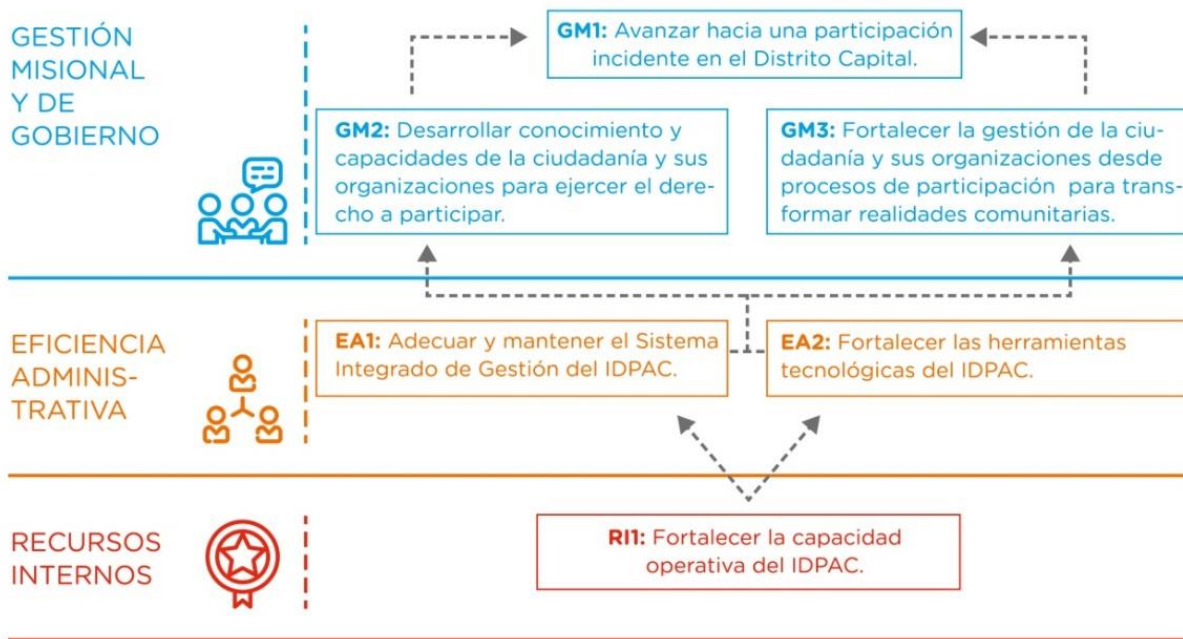 GESTIÓN
MISIONAL
Y DE
GOBIERNO
GM1: Avanzar hacia una participación
incidente en el Distrito Capital.
GM2: Desarrollar conocimiento y
capacidades de la ciudadanía y sus
organizaciones para ejercer el dere-
cho a participar.
GM3: Fortalecer la gestión de la ciu-
dadanía y sus organizaciones desde
procesos de participación para trans-
formar realidades comunitarias.
EFICIENCIA
ADMINIS-
TRATIVA
EA1: Adecuar y mantener el Sistema
Integrado de Gestión del IDPAC.
EA2: Fortalecer las herramientas
tecnológicas del IDPAC.
RECURSOS
INTERNOS
RI1: Fortalecer la capacidad
operativa del IDPAC.